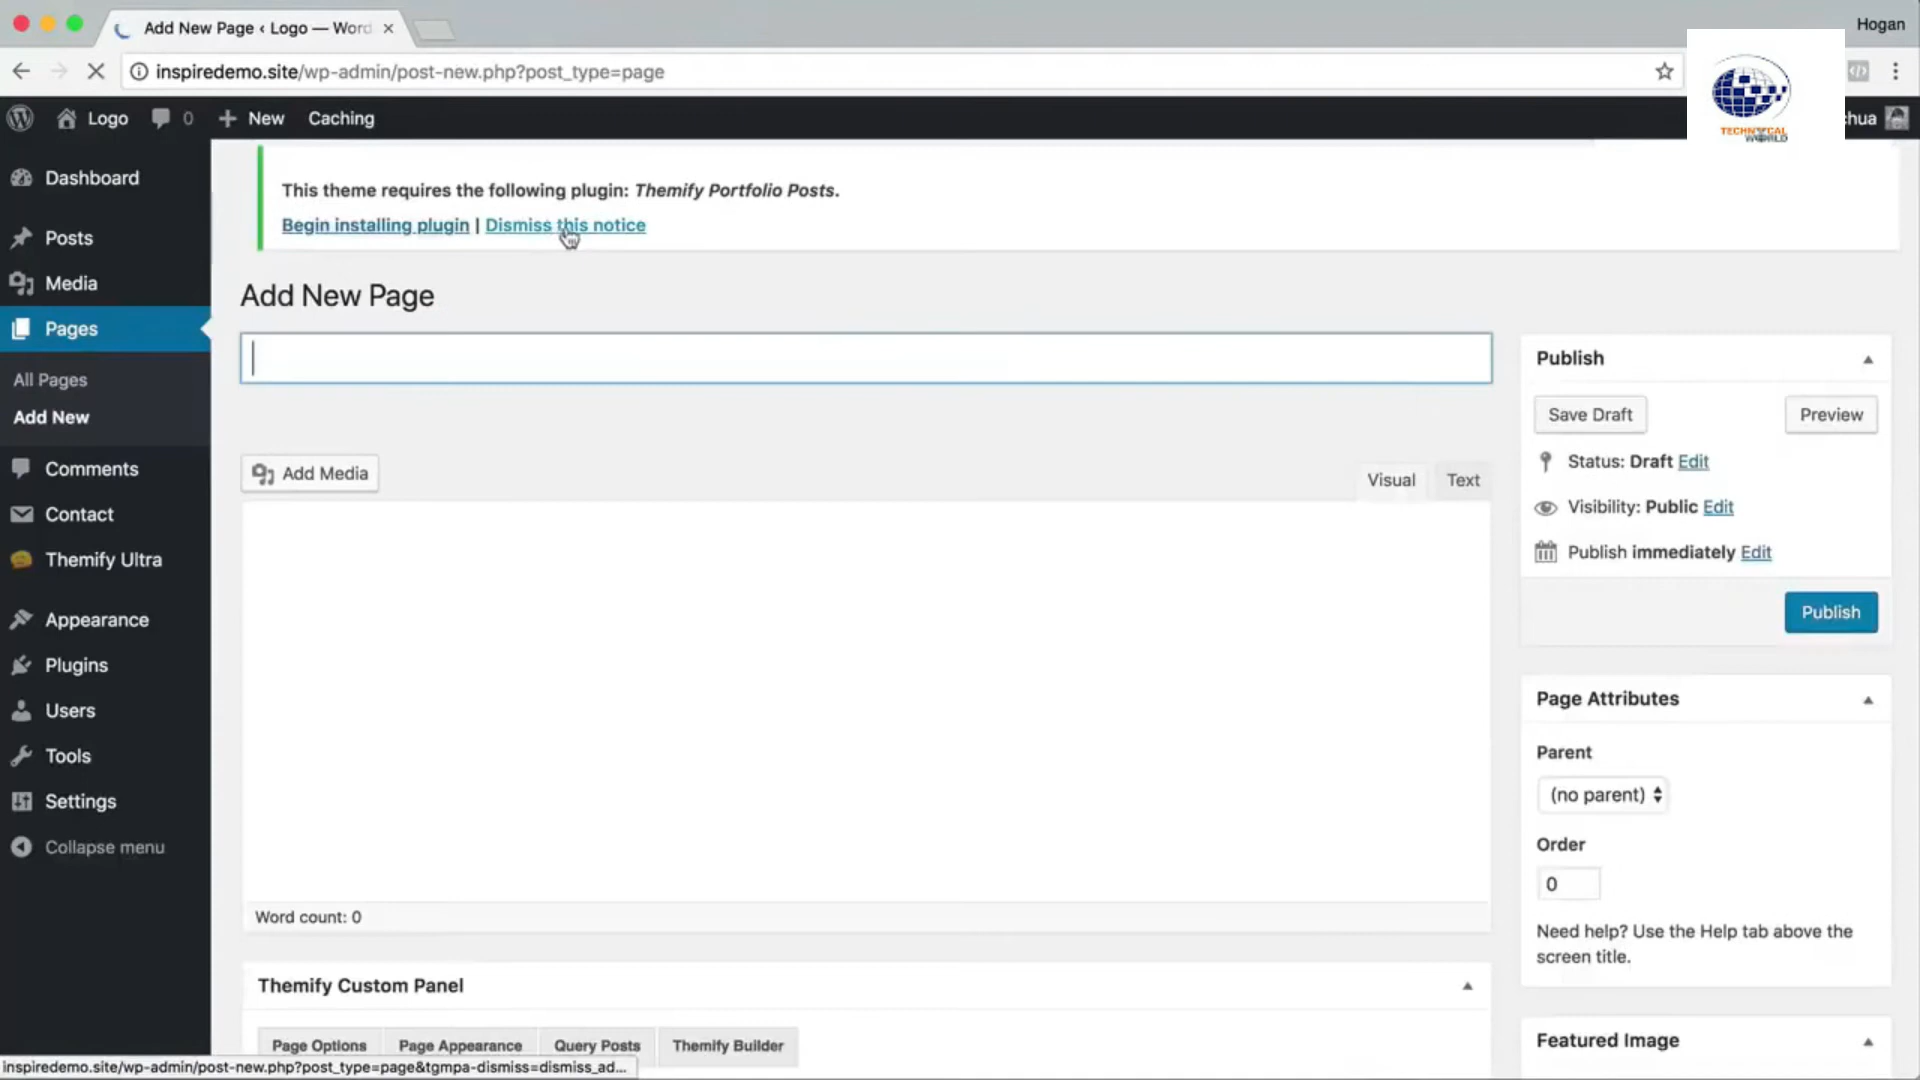 Add New Page ‹ Logo — Word
Hogan
inspiredemo.site/wp-admin/post-new.php?post_type=page
Logo
0
New
Caching
chua
TECHNICAL
WORLD
Dashboard
Posts
Media
Pages
All Pages
Add New
Comments
Contact
Themify Ultra
Appearance
Plugins
Users
Tools
Settings
Collapse menu
This theme requires the following plugin: Themify Portfolio Posts.
Begin installing plugin | Dismiss this notice
Add New Page
Add Media
Visual
Text
Word count: 0
Themify Custom Panel
Page Options
Page Appearance
Query Posts
Themify Builder
Publish
Save Draft
Preview
Status: Draft Edit
Visibility: Public Edit
Publish immediately Edit
Publish
Page Attributes
Parent
(no parent)
Order
0
Need help? Use the Help tab above the
screen title.
Featured Image
inspiredemo.site/wp-admin/post-new.php?post_type=page&tgmpa-dismiss=dismiss_ad...